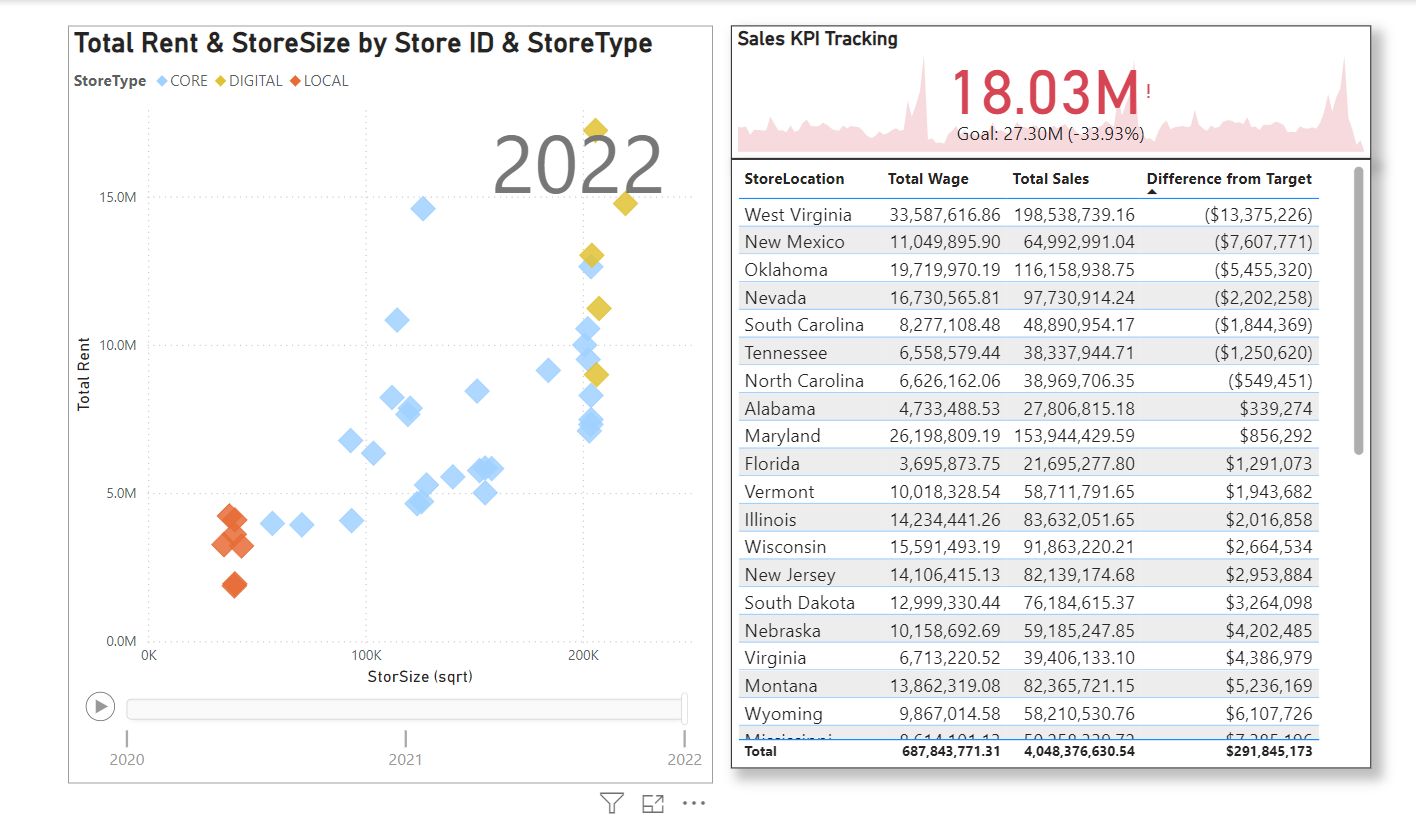 Total Rent & StoreSize by Store ID & StoreType
StoreType CORE DIGITAL LOCAL
2022
15.0M
10.0M
5.0M
0.0M
Total Rent
0K 100K 200K
StorSize (sqrt)
2020 2021 2022
Sales KPI Tracking
18.03M!
Goal: 27.30M (-33.93%)
StoreLocation Total Wage Total Sales Difference from Target
West Virginia 33,587,616.86 198,538,739.16 ($13,375,226)
New Mexico 11,049,895.90 64,992,991.04 ($7,607,771)
Oklahoma 19,719,970.19 116,158,938.75 ($5,455,320)
Nevada 16,730,565.81 97,730,914.24 ($2,202,258)
South Carolina 8,277,108.48 48,890,954.17 ($1,844,369)
Tennessee 6,558,579.44 38,337,944.71 ($1,250,620)
North Carolina 6,626,162.06 38,969,706.35 ($549,451)
Alabama 4,733,488.53 27,806,815.18 $339,274
Maryland 26,198,809.19 153,944,429.59 $856,292
Florida 3,695,873.75 21,695,277.80 $1,291,073
Vermont 10,018,328.54 58,711,791.65 $1,943,682
Illinois 14,234,441.26 83,632,051.65 $2,016,858
Wisconsin 15,591,493.19 91,863,220.21 $2,664,534
New Jersey 14,106,415.13 82,139,174.68 $2,953,884
South Dakota 12,999,330.44 76,184,615.37 $3,264,098
Nebraska 10,158,692.69 59,185,247.85 $4,202,485
Virginia 6,713,220.52 39,406,133.10 $4,386,979
Montana 13,862,319.08 82,365,721.15 $5,236,169
Wyoming 9,867,014.58 58,210,530.76 $6,107,726
Mississippi
Total 687,843,771.31 4,048,376,630.54 $291,845,173